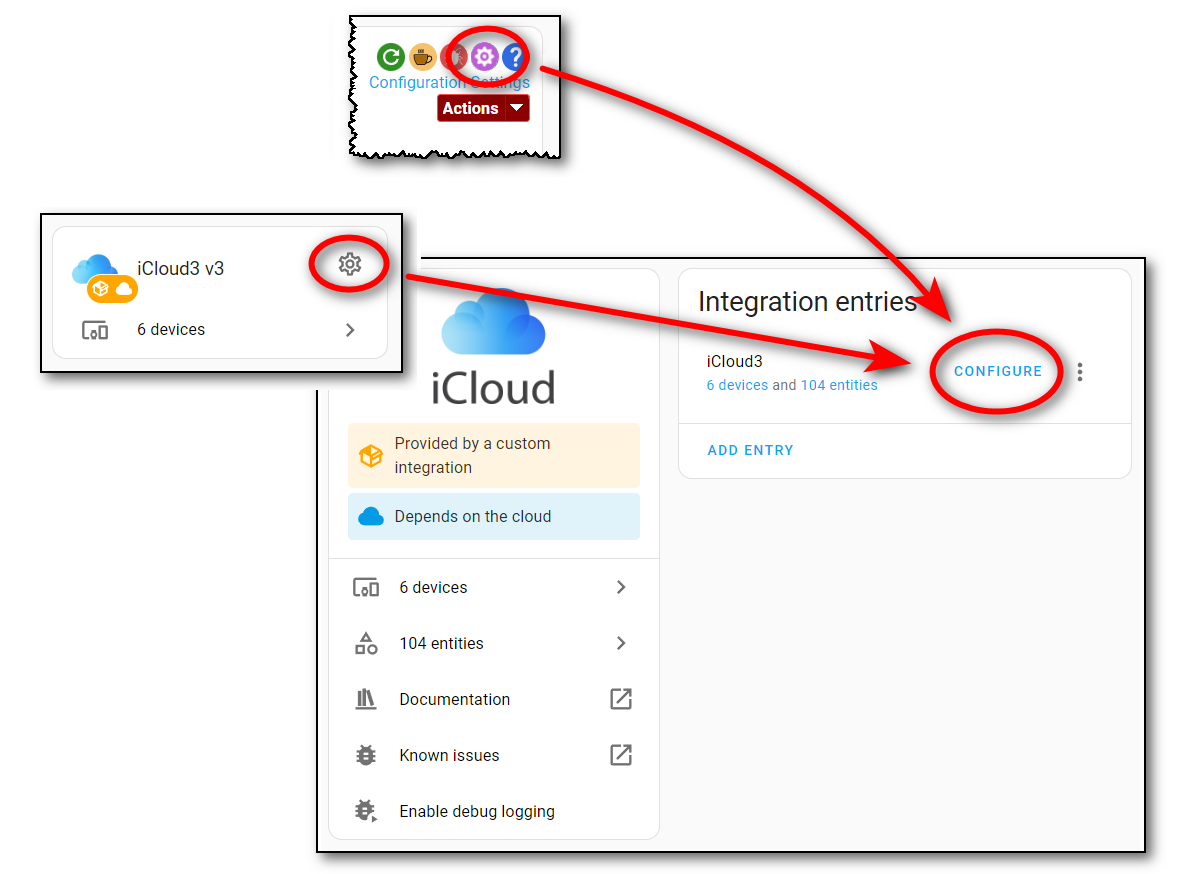 ?
Configuration Settings
Actions
iCloud3 v3
6 devices
iCloud
Provided by a custom
integration
Depends on the cloud
6 devices
104 entities
Documentation
Known issues
Enable debug logging
Integration entries
iCloud3
6 devices and 104 entities
CONFIGURE
ADD ENTRY